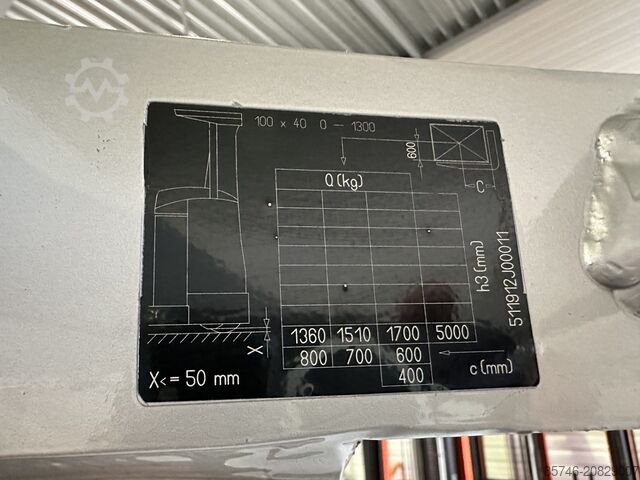 100 x 40 0 – 1300
600
C
Q (kg)
h3 (mm)
511912J00011
1360 1510 1700 5000
800 700 600 c (mm)
400
X
X<= 50 mm